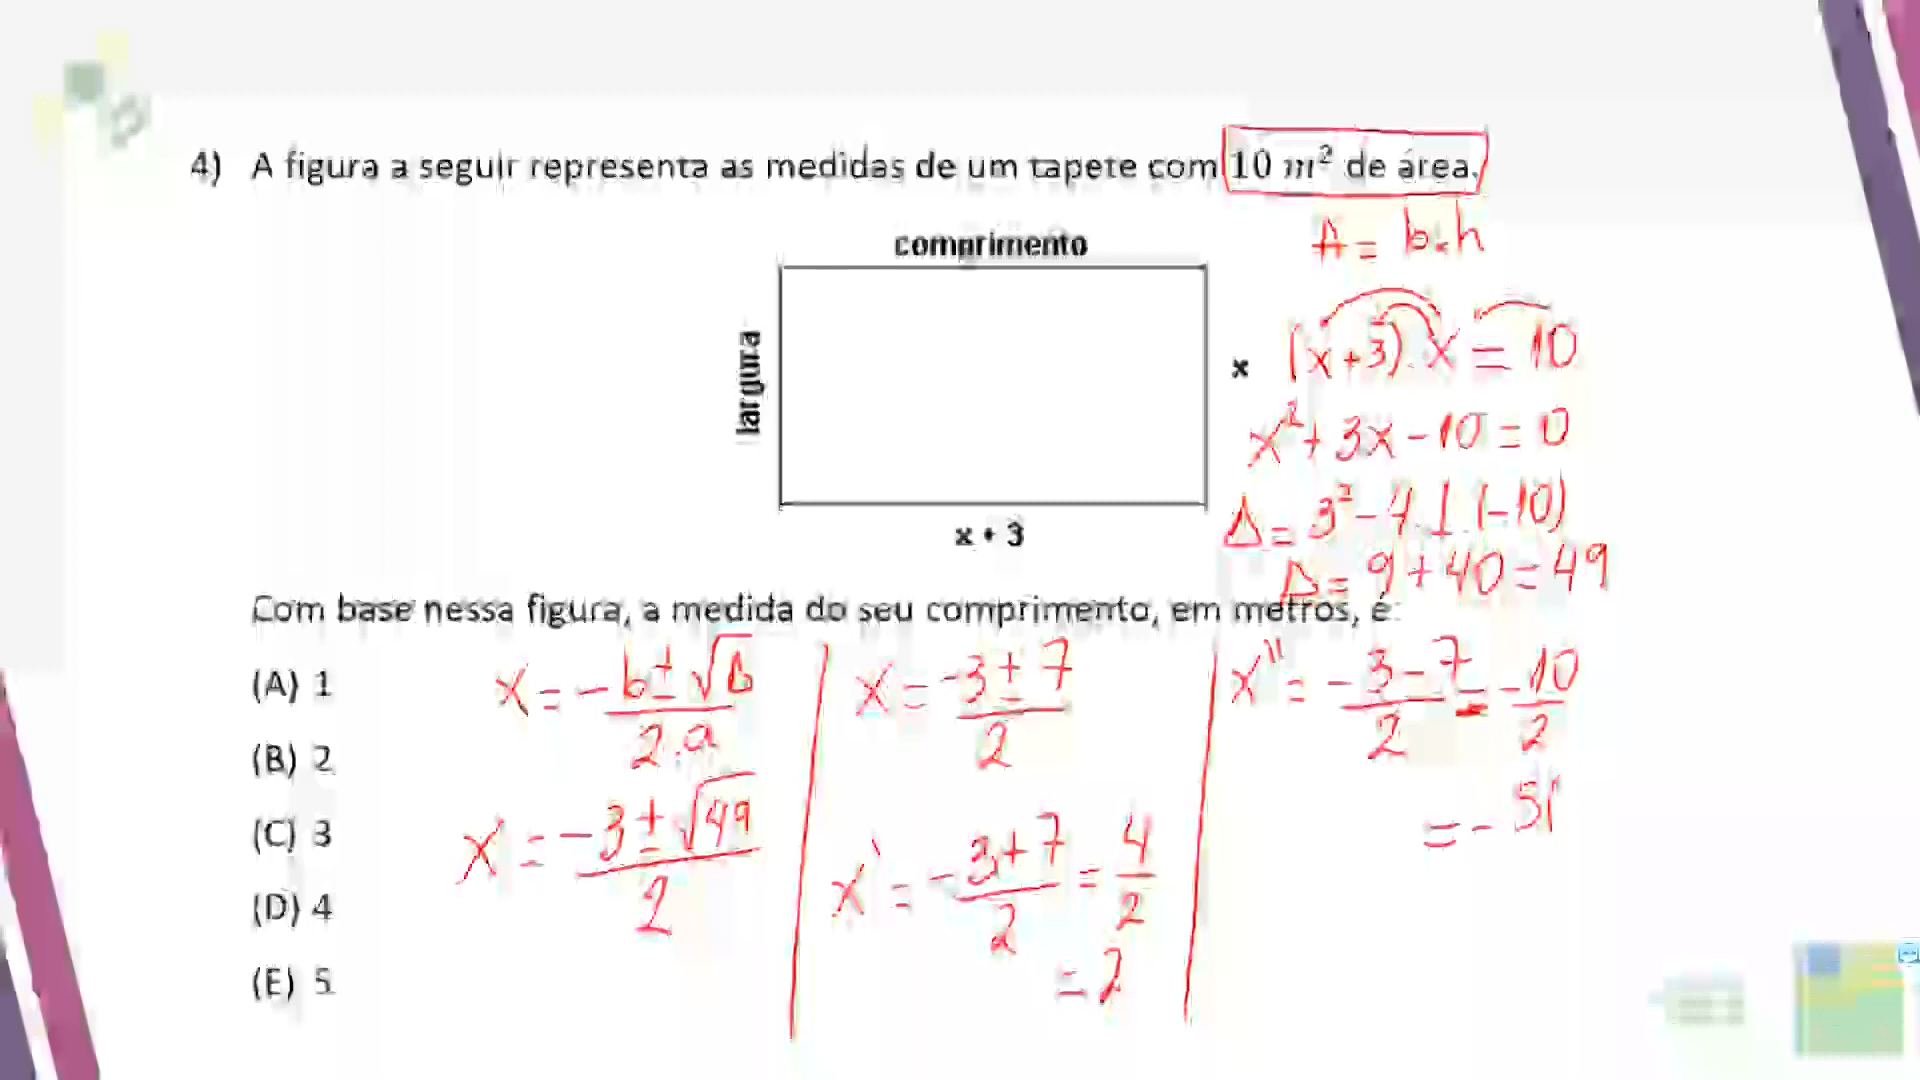 4) A figura a seguir representa as medidas de um tapete com 10 m² de área.
comprimento
A = b.h
largura
x
(x+3).x = 10
x² + 3x - 10 = 0
Δ = 3² - 4.1.(-10)
x + 3
Δ = 9 + 40 = 49
Com base nessa figura, a medida do seu comprimento, em metros, é:
(A) 1
(B) 2
(C) 3
(D) 4
(E) 5
x = -b ± √Δ / 2.a
x = -3 ± √49 / 2
x = -3 ± 7 / 2
x' = -3+7 / 2 = 4 / 2
= 2
x'' = -3-7 / 2 = -10 / 2
= -5